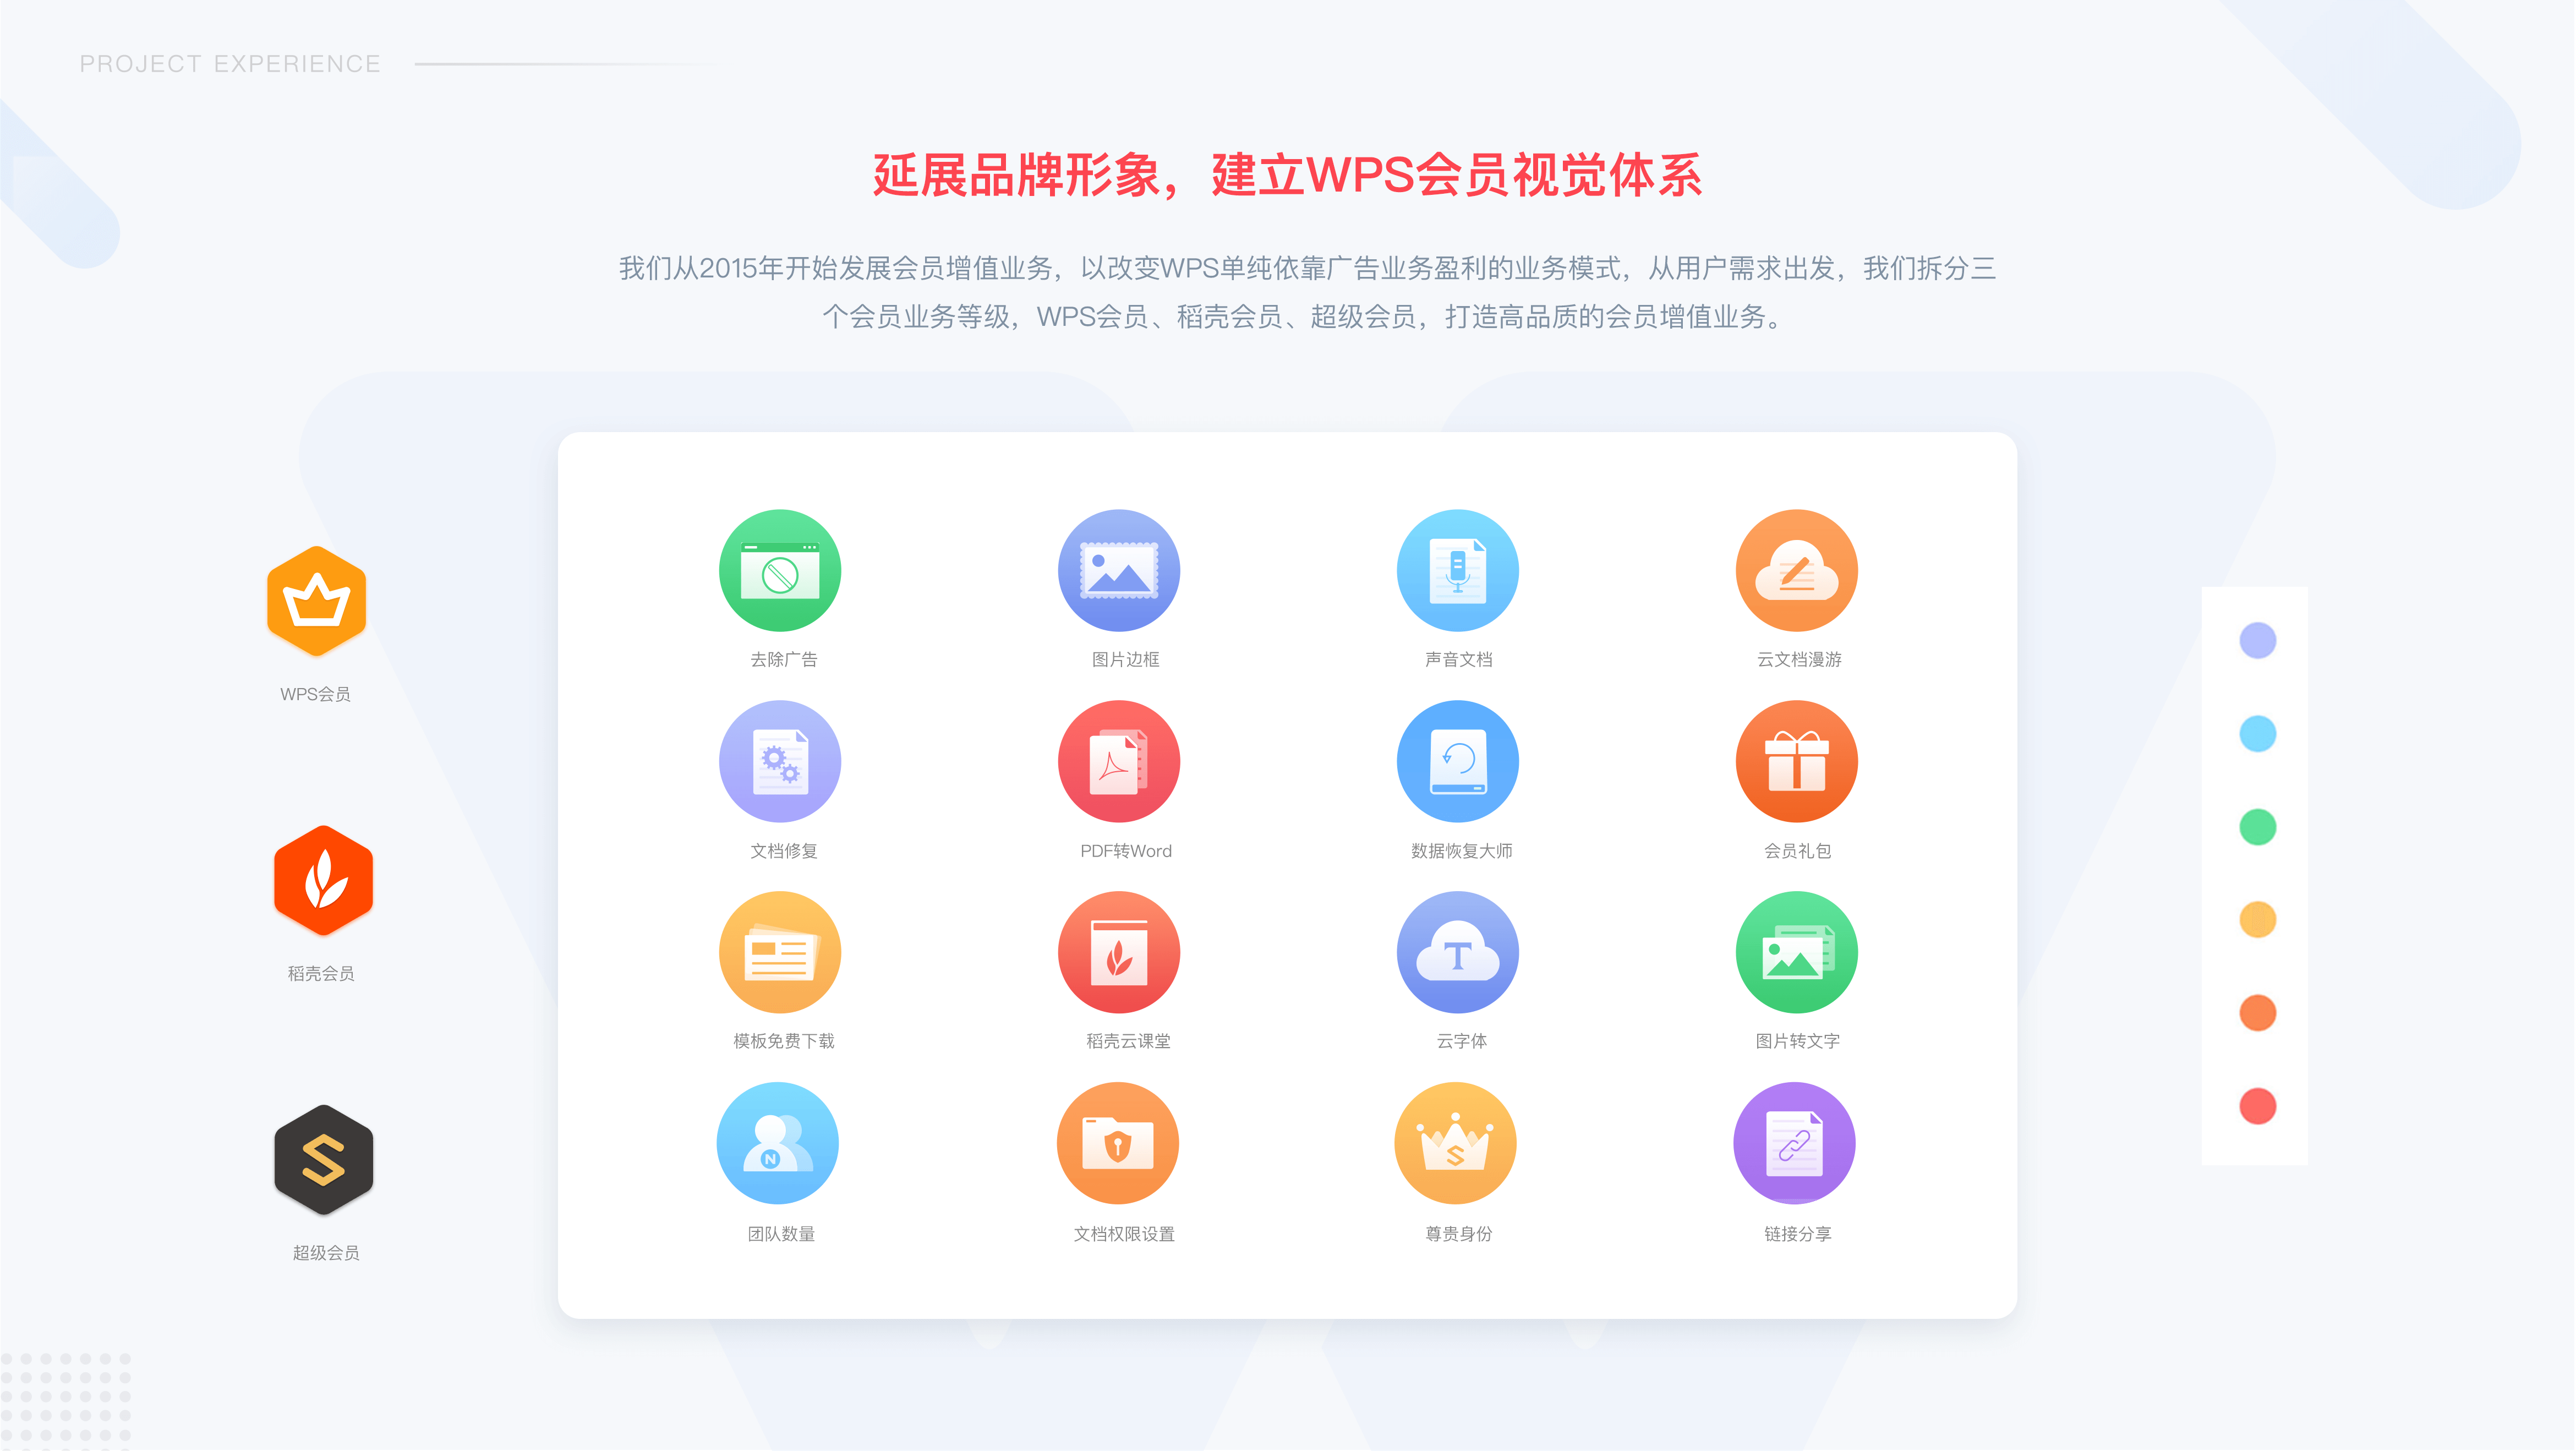 PROJECT EXPERIENCE
延展品牌形象，建立WPS会员视觉体系
我们从2015年开始发展会员增值业务，以改变WPS单纯依靠广告业务盈利的业务模式，从用户需求出发，我们拆分三
个会员业务等级，WPS会员、稻壳会员、超级会员，打造高品质的会员增值业务。
WPS会员
稻壳会员
S
超级会员
去除广告
图片边框
声音文档
云文档漫游
文档修复
PDF转Word
数据恢复大师
会员礼包
T
模板免费下载
稻壳云课堂
云字体
图片转文字
N
S
团队数量
文档权限设置
尊贵身份
链接分享